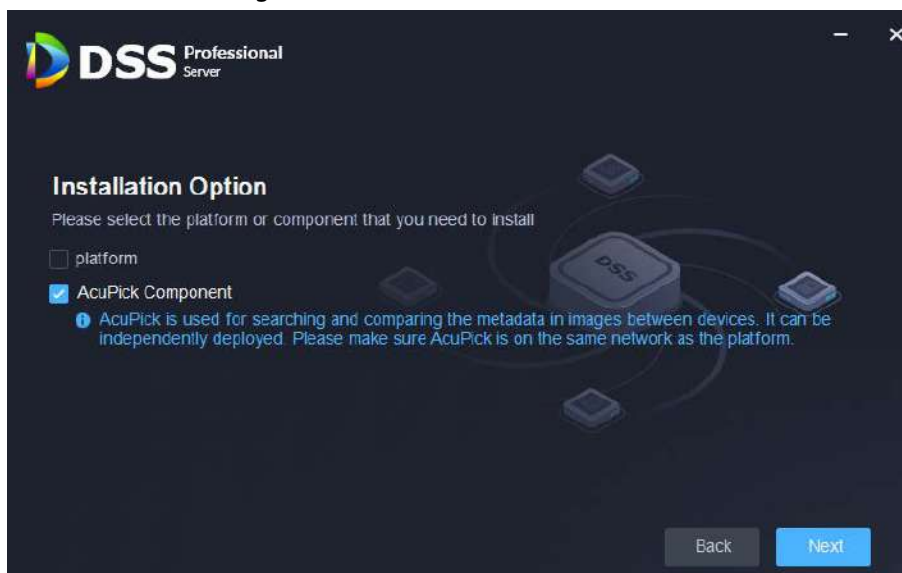 DSS Professional
Server
Installation Option
Please select the platform or component that you need to install
DSS
platform
AcuPick Component
AcuPick is used for searching and comparing the metadata in images between devices. It can be
independently deployed. Please make sure AcuPick is on the same network as the platform.
Back Next